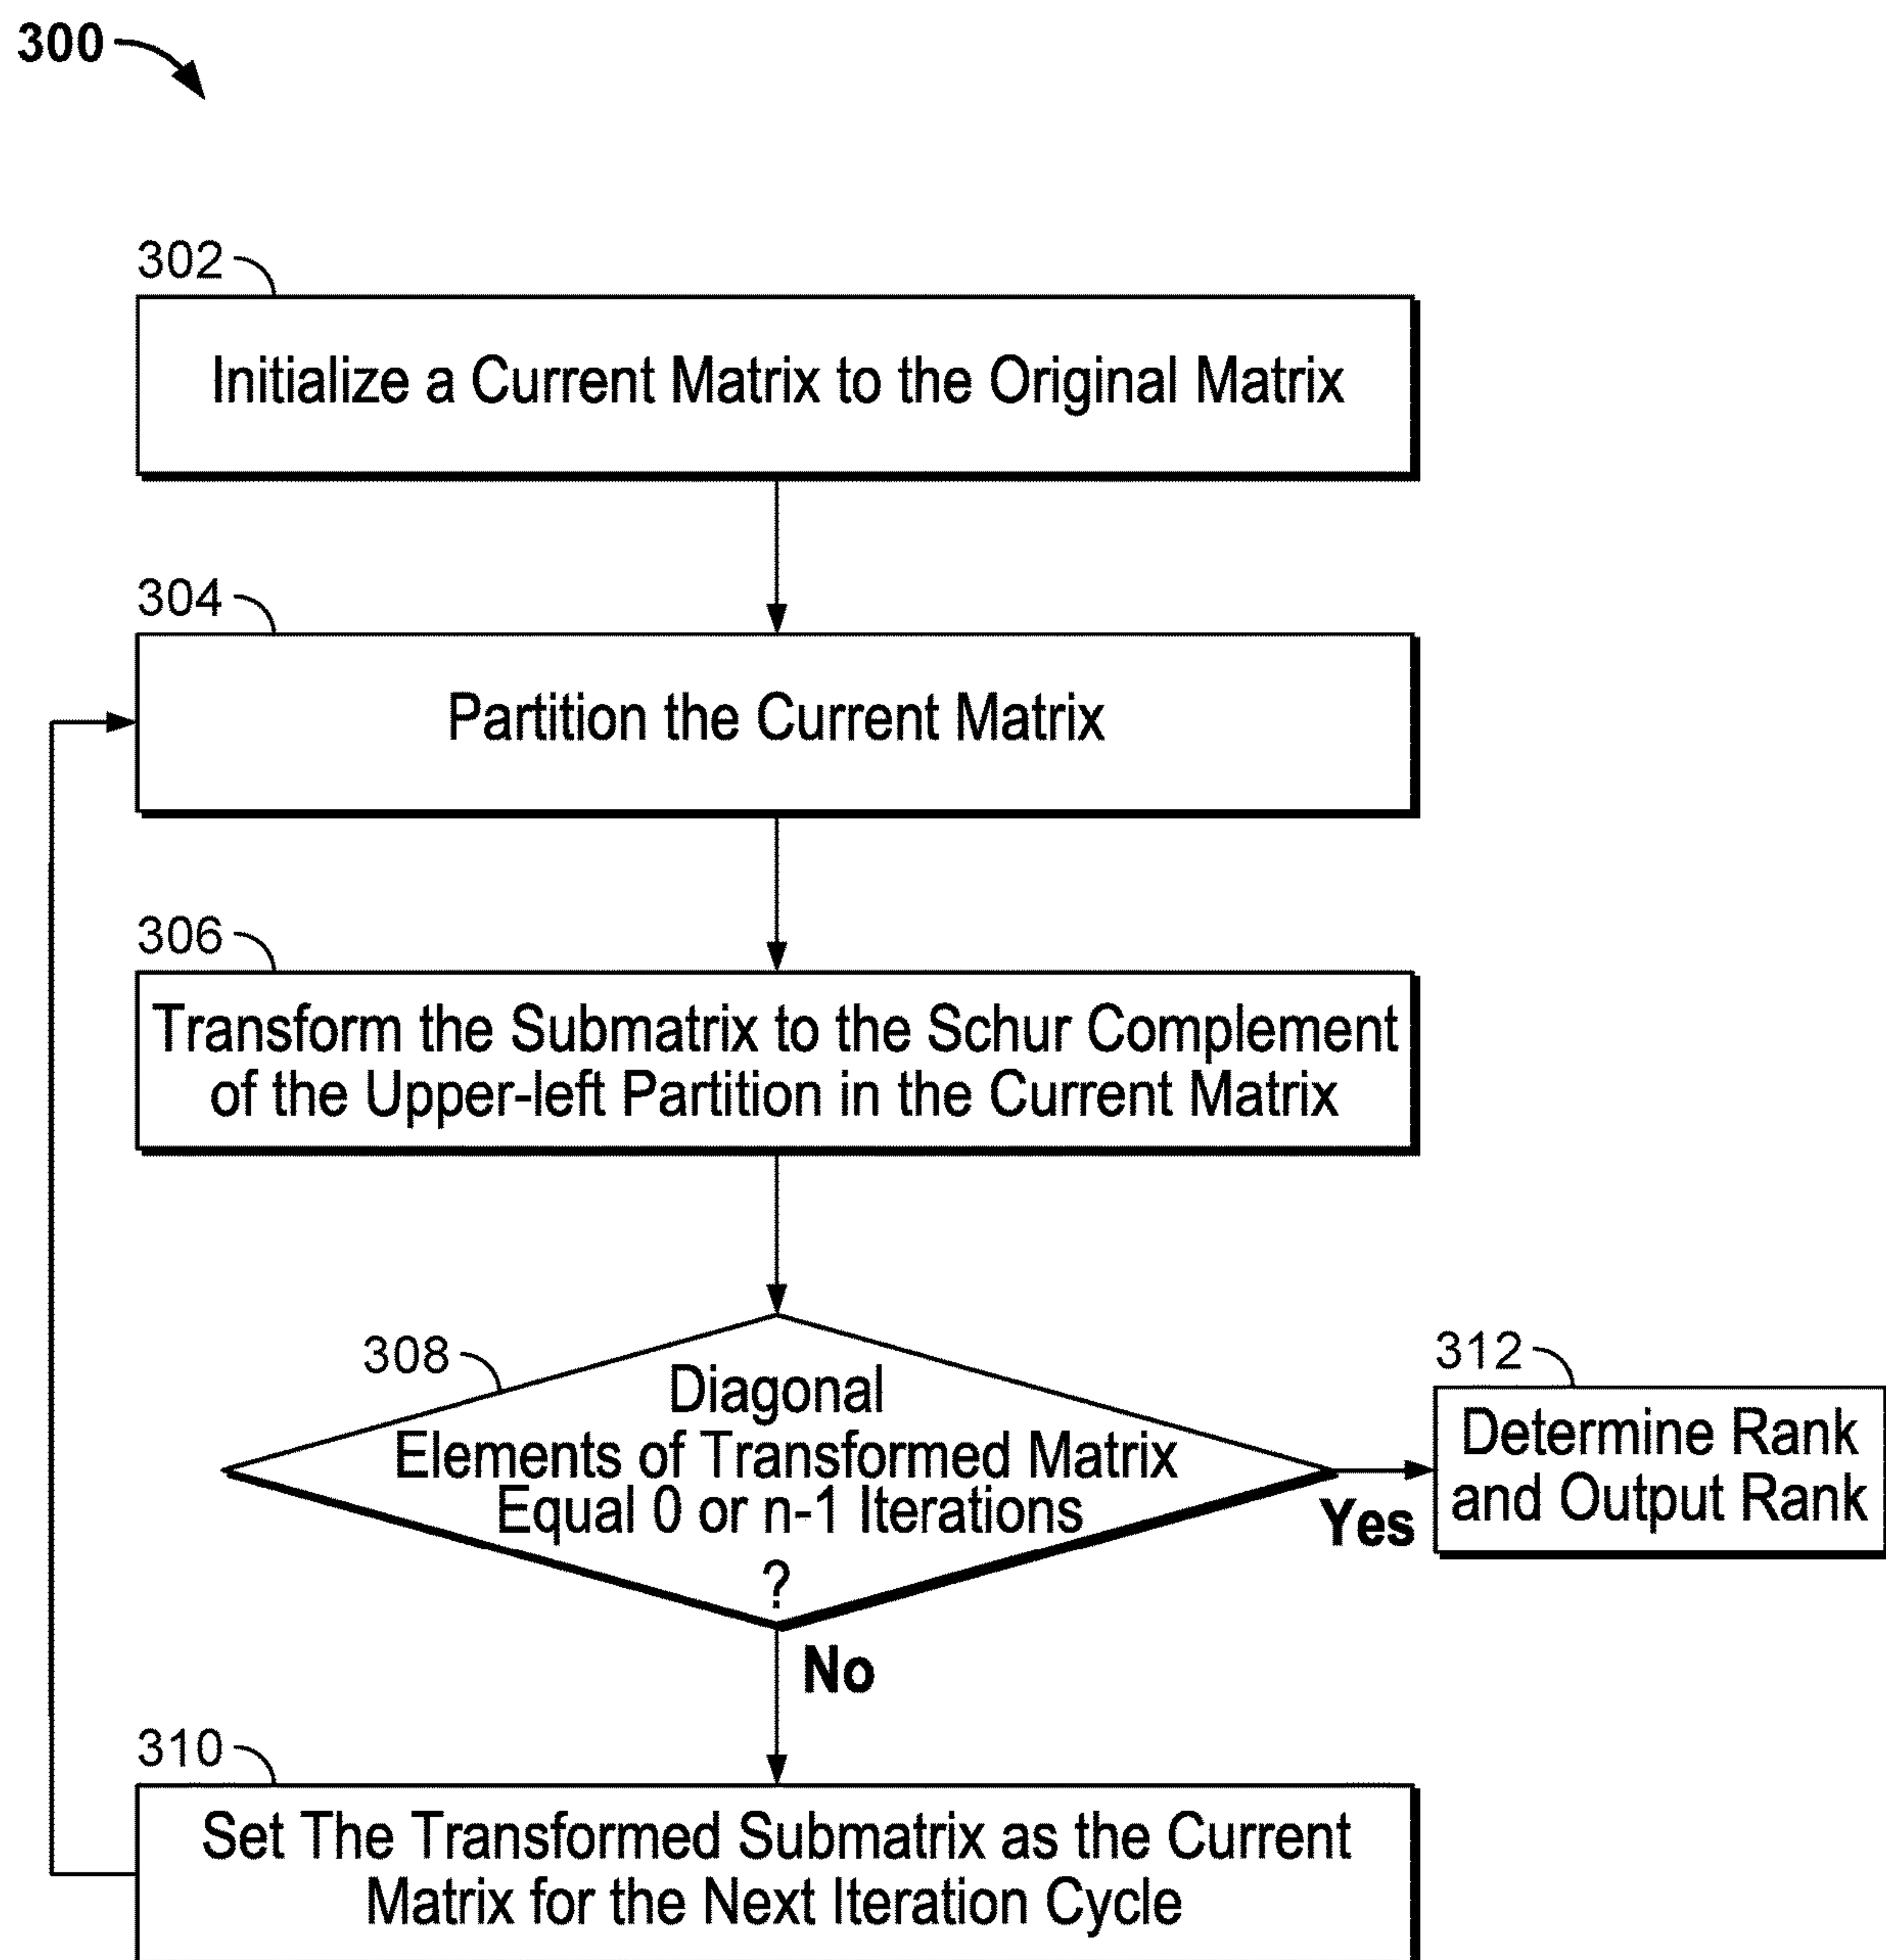 300
302
Initialize a Current Matrix to the Original Matrix
304
Partition the Current Matrix
306
Transform the Submatrix to the Schur Complement
of the Upper-left Partition in the Current Matrix
308
Diagonal
Elements of Transformed Matrix
Equal 0 or n-1 Iterations
?
Yes
312
Determine Rank
and Output Rank
No
310
Set The Transformed Submatrix as the Current
Matrix for the Next Iteration Cycle